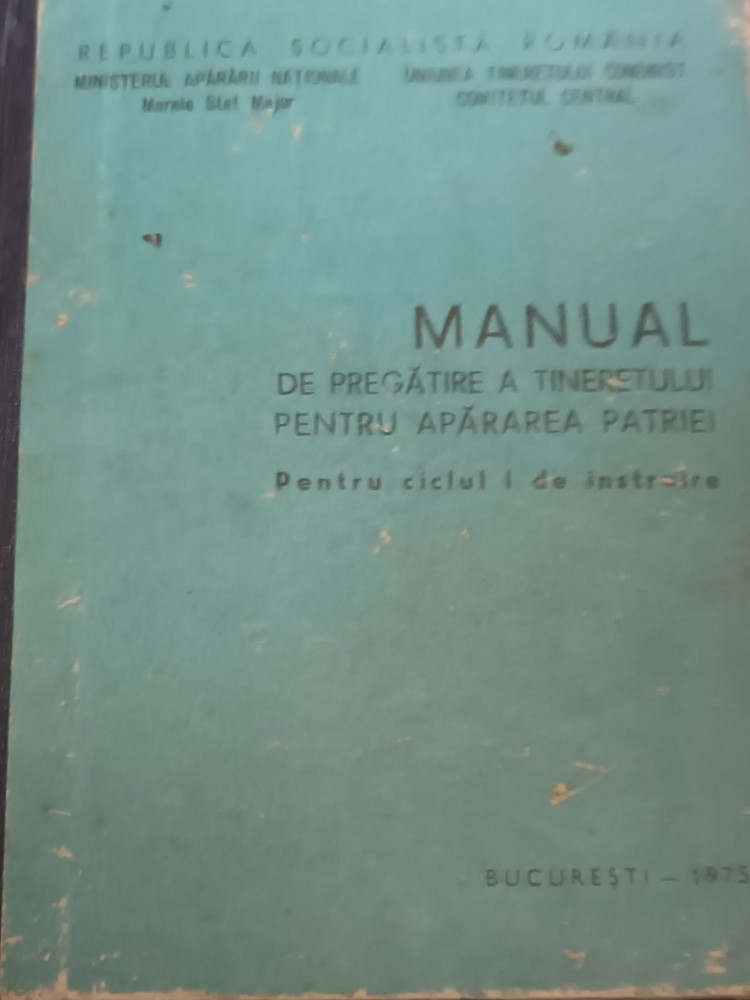 REPUBLICA SOCIALISTĂ ROMÂNIA
MINISTERUL APĂRĂRII NAȚIONALE
Marele Stat Major
UNIUNEA TINERETULUI COMUNIST
COMITETUL CENTRAL
MANUAL
DE PREGĂTIRE A TINERETULUI
PENTRU APĂRAREA PATRIEI
Pentru ciclul I de instruire
BUCUREȘTI — 1975